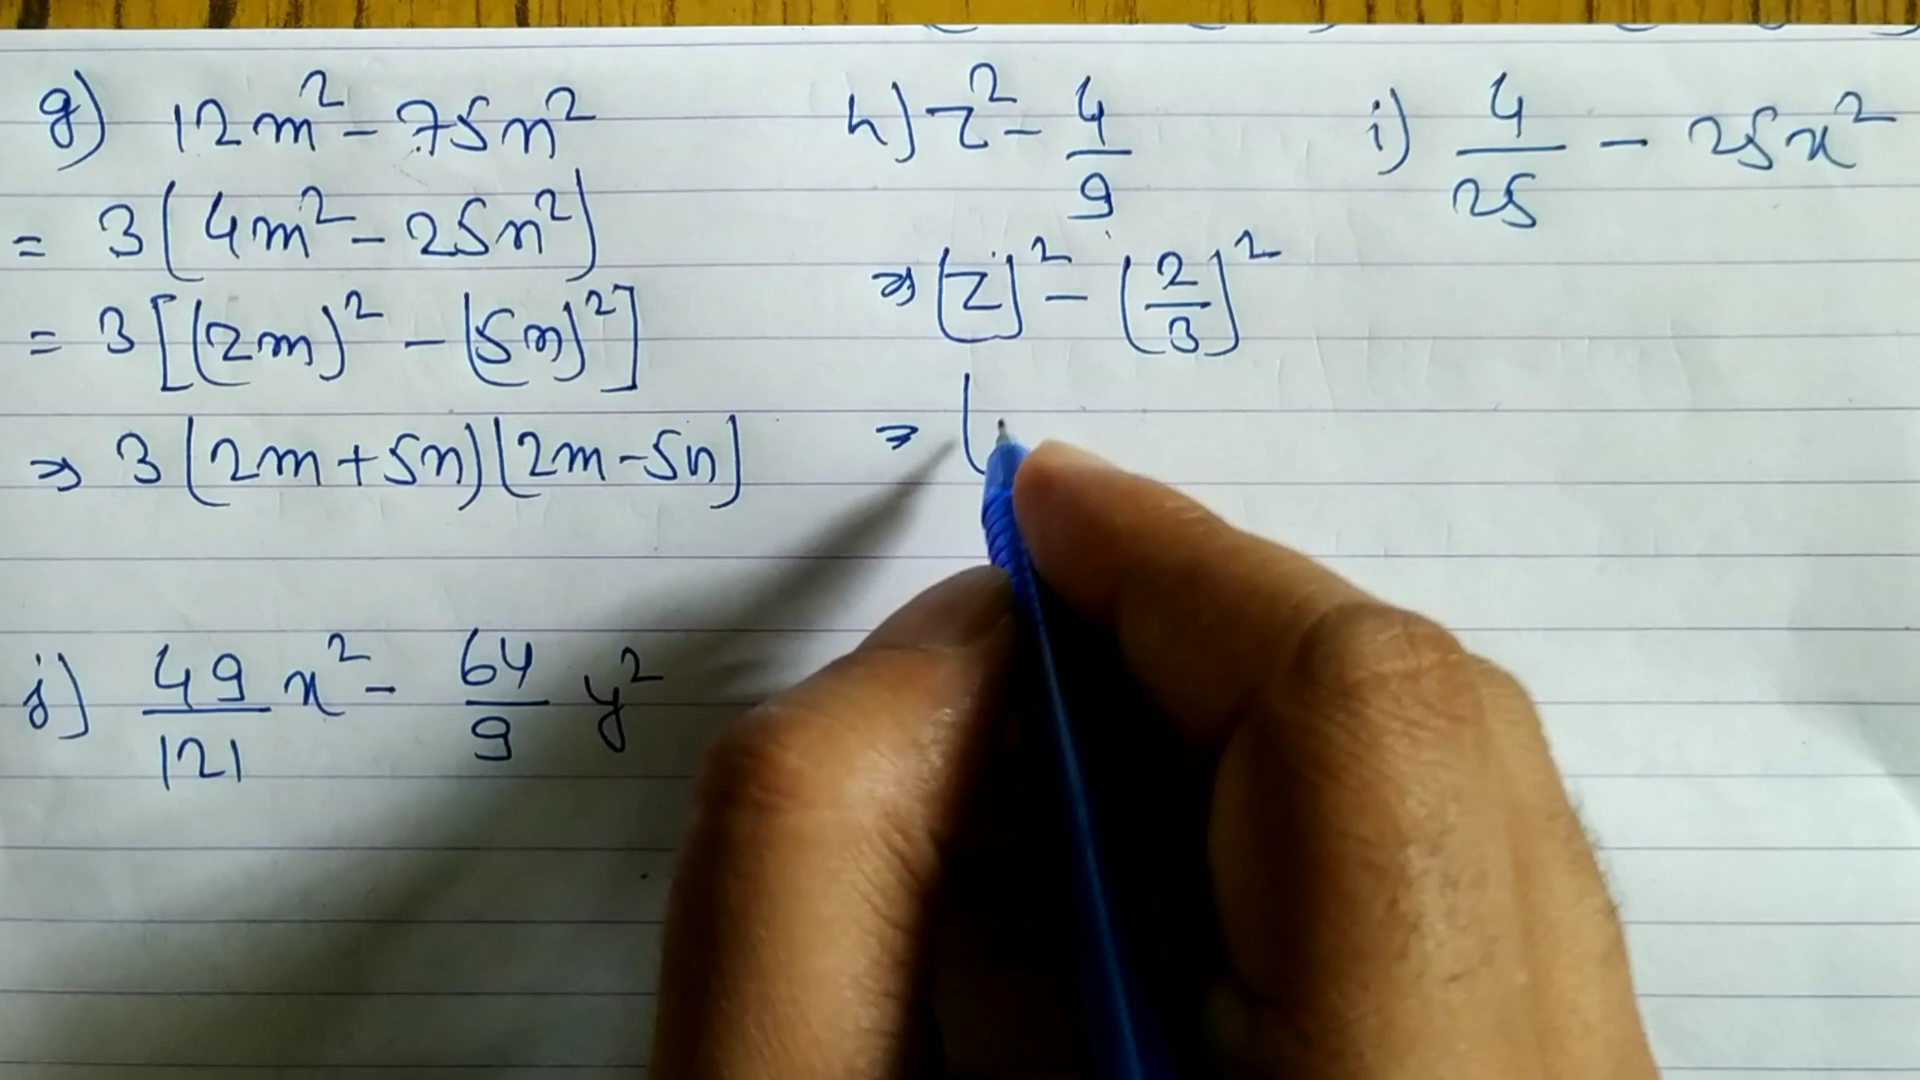 g) 12m² - 75n²
= 3(4m² - 25n²)
= 3[(2m)² - (5n)²]
⇒ 3(2m+5n)(2m-5n)
h) z² - 4/9
⇒ (z)² - (2/3)²
⇒ (
i) 4/25 - 25x²
j) 49/121 x² - 64/9 y²